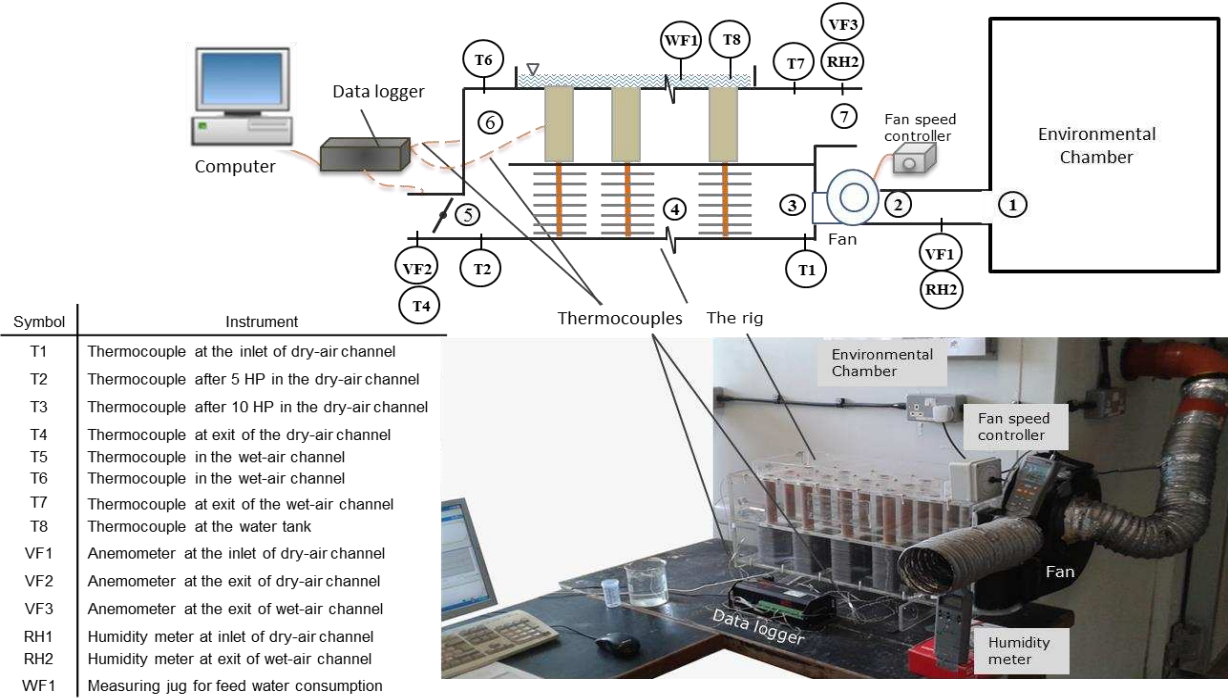 VF3
WF1
T8
T6
T7
RH2
Data logger
6
7
Fan speed
controller
Environmental
Chamber
Computer
5
4
3
2
1
Fan
VF2
T2
T1
VF1
T4
RH2
Thermocouples
The rig
Symbol Instrument
T1 Thermocouple at the inlet of dry-air channel
T2 Thermocouple after 5 HP in the dry-air channel
T3 Thermocouple after 10 HP in the dry-air channel
T4 Thermocouple at exit of the dry-air channel
T5 Thermocouple in the wet-air channel
T6 Thermocouple in the wet-air channel
T7 Thermocouple at exit of the wet-air channel
T8 Thermocouple at the water tank
VF1 Anemometer at the inlet of dry-air channel
VF2 Anemometer at the exit of dry-air channel
VF3 Anemometer at the exit of wet-air channel
RH1 Humidity meter at inlet of dry-air channel
RH2 Humidity meter at exit of wet-air channel
WF1 Measuring jug for feed water consumption
Environmental
Chamber
Fan speed
controller
Fan
Data logger
Humidity
meter